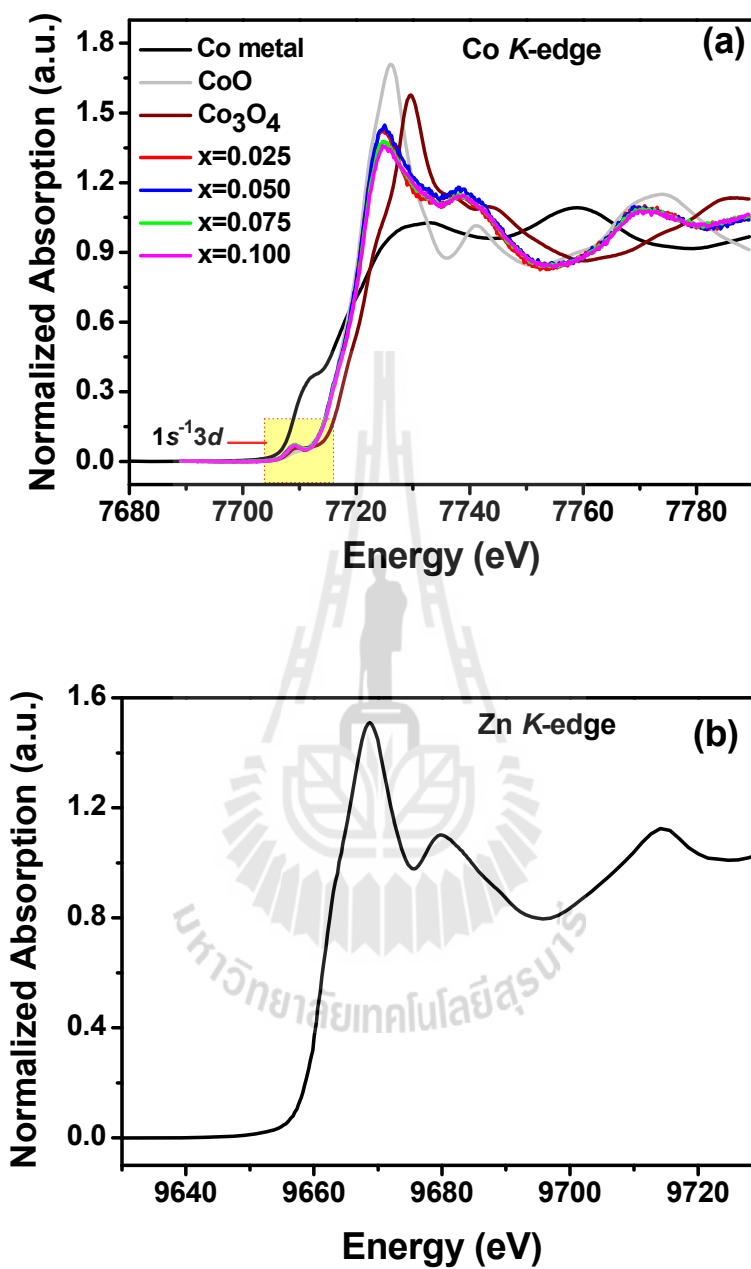 (a)
Co K-edge
Co metal
CoO
Co₃O₄
x=0.025
x=0.050
x=0.075
x=0.100
1s⁻¹3d
1.8
1.5
1.2
0.9
0.6
0.3
0.0
Normalized Absorption (a.u.)
7680 7700 7720 7740 7760 7780
Energy (eV)
(b)
Zn K-edge
1.6
1.2
0.8
0.4
0.0
Normalized Absorption (a.u.)
มหาวิทยาลัยเทคโนโลยีสุรนารี
9640 9660 9680 9700 9720
Energy (eV)